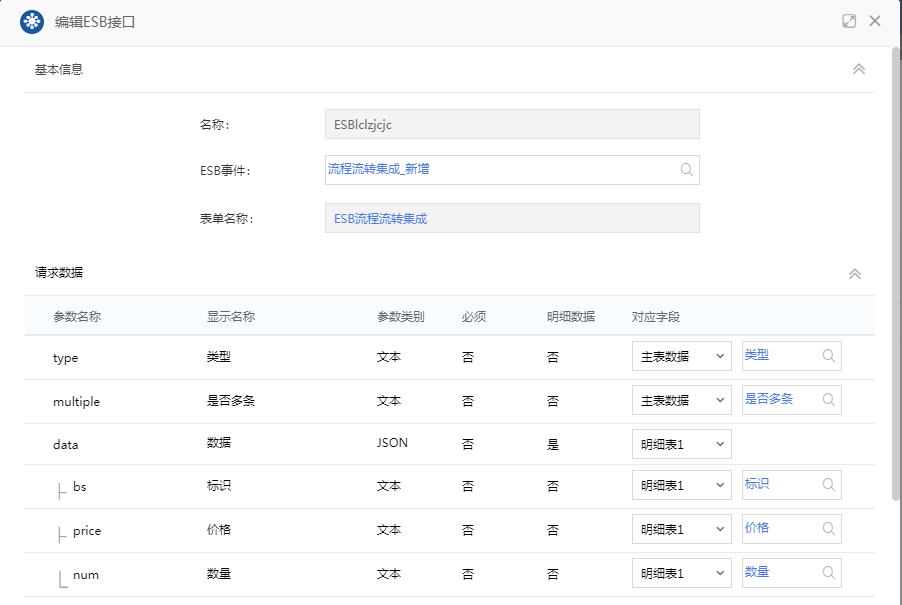 编辑ESB接口
基本信息
名称:
ESBlclzjcjc
ESB事件:
流程流转集成_新增
表单名称:
ESB流程流转集成
请求数据
参数名称 显示名称 参数类别 必须 明细数据 对应字段
type 类型 文本 否 否 主表数据 类型
multiple 是否多条 文本 否 否 主表数据 是否多条
data 数据 JSON 否 是 明细表1
bs 标识 文本 否 否 明细表1 标识
price 价格 文本 否 否 明细表1 价格
num 数量 文本 否 否 明细表1 数量